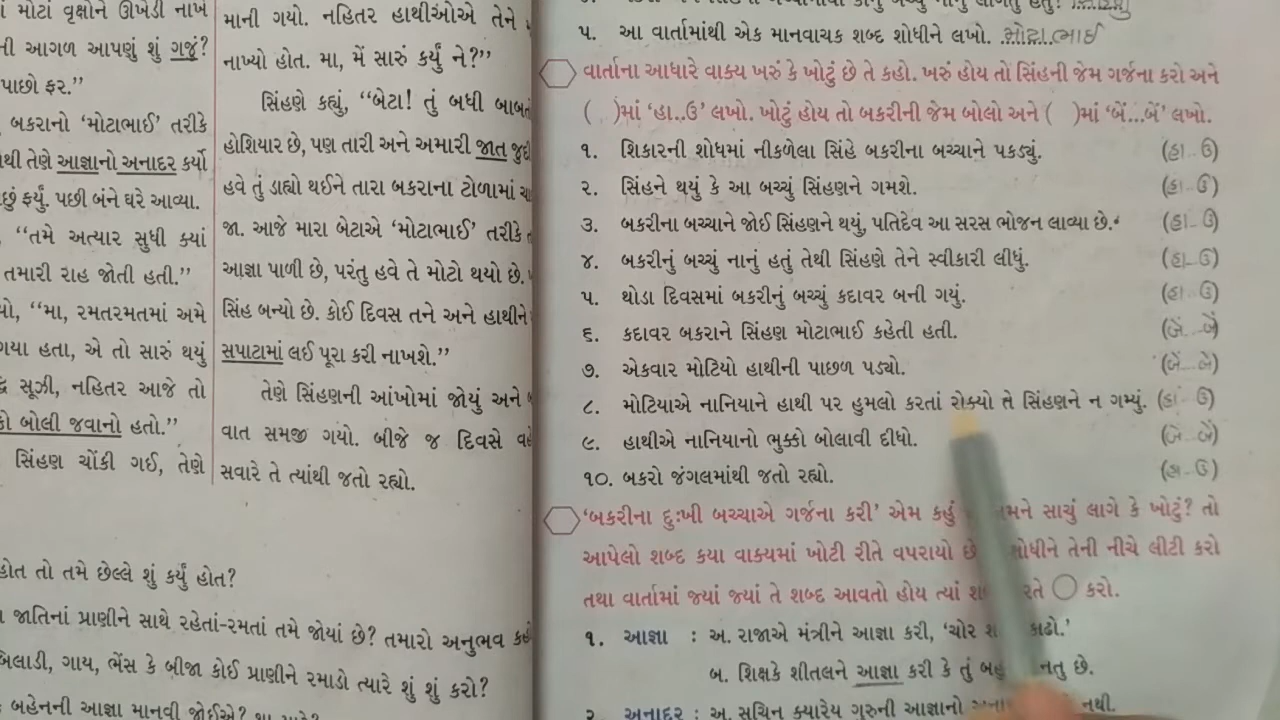 મોટાં વૃક્ષોને ઊખેડી નાખે
આગળ આપણું શું ગજું?
પાછો ફર.”
બકરાનો ‘મોટાભાઈ’ તરીકે
તેણે આજ્ઞાનો અનાદર કર્યો
ફર્યું. પછી બંને ઘરે આવ્યા.
“તમે અત્યાર સુધી ક્યાં
તમારી રાહ જોતી હતી.”
“મા, રમતરમતમાં અમે
ગયા હતા, એ તો સારું થયું
સૂઝી, નહિતર આજે તો
બોલી જવાનો હતો.”
સિંહણ ચોંકી ગઈ, તેણે
માની ગયો. નહિતર હાથીઓએ તેને
નાખ્યો હોત. મા, મેં સારું કર્યું ને?”
સિંહણે કહ્યું, “બેટા! તું બધી
હોશિયાર છે, પણ તારી અને અમારી જાત
હવે તું ડાહ્યો થઈને તારા બકરાના ટોળામાં
જા. આજે મારા બેટાએ ‘મોટાભાઈ’ તરીકે
આજ્ઞા પાળી છે, પરંતુ હવે તે મોટો થયો છે.
સિંહ બન્યો છે. કોઈ દિવસ તને અને હાથીને
સપાટામાં લઈ પૂરા કરી નાખશે.”
તેણે સિંહણની આંખોમાં જોયું અને
વાત સમજી ગયો. બીજે જ દિવસે
સવારે તે ત્યાંથી જતો રહ્યો.
હોત તો તમે છેલ્લે શું કર્યું હોત?
જાતિનાં પ્રાણીને સાથે રહેતાં-રમતાં તમે જોયાં છે? તમારો અનુભવ
બિલાડી, ગાય, ભેંસ કે બીજા કોઈ પ્રાણીને રમાડો ત્યારે શું શું કરો?
બહેનની આજ્ઞા માનવી જોઈએ?
૫. આ વાર્તામાંથી એક માનવાચક શબ્દ શોધીને લખો. મોટાભાઈ
વાર્તાના આધારે વાક્ય ખરું કે ખોટું છે તે કહો. ખરું હોય તો સિંહની જેમ ગર્જના કરો અને
( )માં ‘હા..ઉ’ લખો. ખોટું હોય તો બકરીની જેમ બોલો અને ( )માં ‘બેં...બેં’ લખો.
૧. શિકારની શોધમાં નીકળેલા સિંહે બકરીના બચ્ચાને પકડ્યું. (હા..ઉ)
૨. સિંહને થયું કે આ બચ્ચું સિંહણને ગમશે. (હા..ઉ)
૩. બકરીના બચ્ચાને જોઈ સિંહણને થયું, પતિદેવ આ સરસ ભોજન લાવ્યા છે. (હા..ઉ)
૪. બકરીનું બચ્ચું નાનું હતું તેથી સિંહણે તેને સ્વીકારી લીધું. (હા..ઉ)
૫. થોડા દિવસમાં બકરીનું બચ્ચું કદાવર બની ગયું. (હા..ઉ)
૬. કદાવર બકરાને સિંહણ મોટાભાઈ કહેતી હતી. (બેં...બેં)
૭. એકવાર મોટિયો હાથીની પાછળ પડ્યો. (બેં...બેં)
૮. મોટિયાએ નાનિયાને હાથી પર હુમલો કરતાં રોક્યો તે સિંહણને ન ગમ્યું. (હા..ઉ)
૯. હાથીએ નાનિયાનો ભુક્કો બોલાવી દીધો. (બેં...બેં)
૧૦. બકરો જંગલમાંથી જતો રહ્યો. (હા..ઉ)
‘બકરીના દુઃખી બચ્ચાએ ગર્જના કરી’ એમ કહું સાચું લાગે કે ખોટું? તો
આપેલો શબ્દ કયા વાક્યમાં ખોટી રીતે વપરાયો તેની નીચે લીટી કરો
તથા વાર્તામાં જ્યાં જ્યાં તે શબ્દ આવતો હોય ત્યાં કરો.
૧. આજ્ઞા : અ. રાજાએ મંત્રીને આજ્ઞા કરી, ‘ચોર
બ. શિક્ષકે શીતલને આજ્ઞા કરી કે તું છે.
૨. અનાદર : અ. સચિન ક્યારેય ગુરુની આજ્ઞાનો નથી.